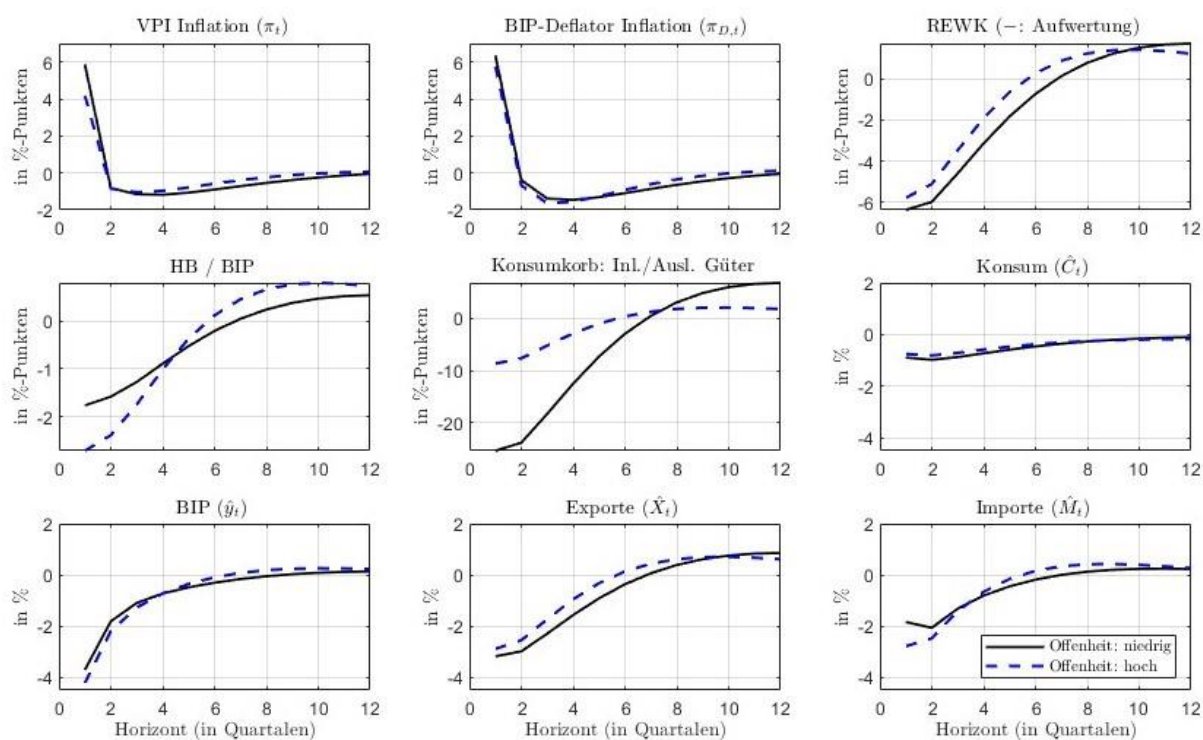 VPI Inflation (π_t)
in %-Punkten
6
4
2
0
-2
0 2 4 6 8 10 12
BIP-Deflator Inflation (π_{D,t})
in %-Punkten
6
4
2
0
-2
0 2 4 6 8 10 12
REWK (−: Aufwertung)
in %-Punkten
0
-2
-4
-6
0 2 4 6 8 10 12
HB / BIP
in %-Punkten
0
-1
-2
0 2 4 6 8 10 12
Konsumkorb: Inl./Ausl. Güter
in %-Punkten
0
-10
-20
0 2 4 6 8 10 12
Konsum (Ĉ_t)
in %
2
0
-2
-4
0 2 4 6 8 10 12
BIP (ŷ_t)
in %
2
0
-2
-4
0 2 4 6 8 10 12
Horizont (in Quartalen)
Exporte (X̂_t)
in %
2
0
-2
-4
0 2 4 6 8 10 12
Horizont (in Quartalen)
Importe (M̂_t)
in %
2
0
-2
-4
Offenheit: niedrig
Offenheit: hoch
0 2 4 6 8 10 12
Horizont (in Quartalen)